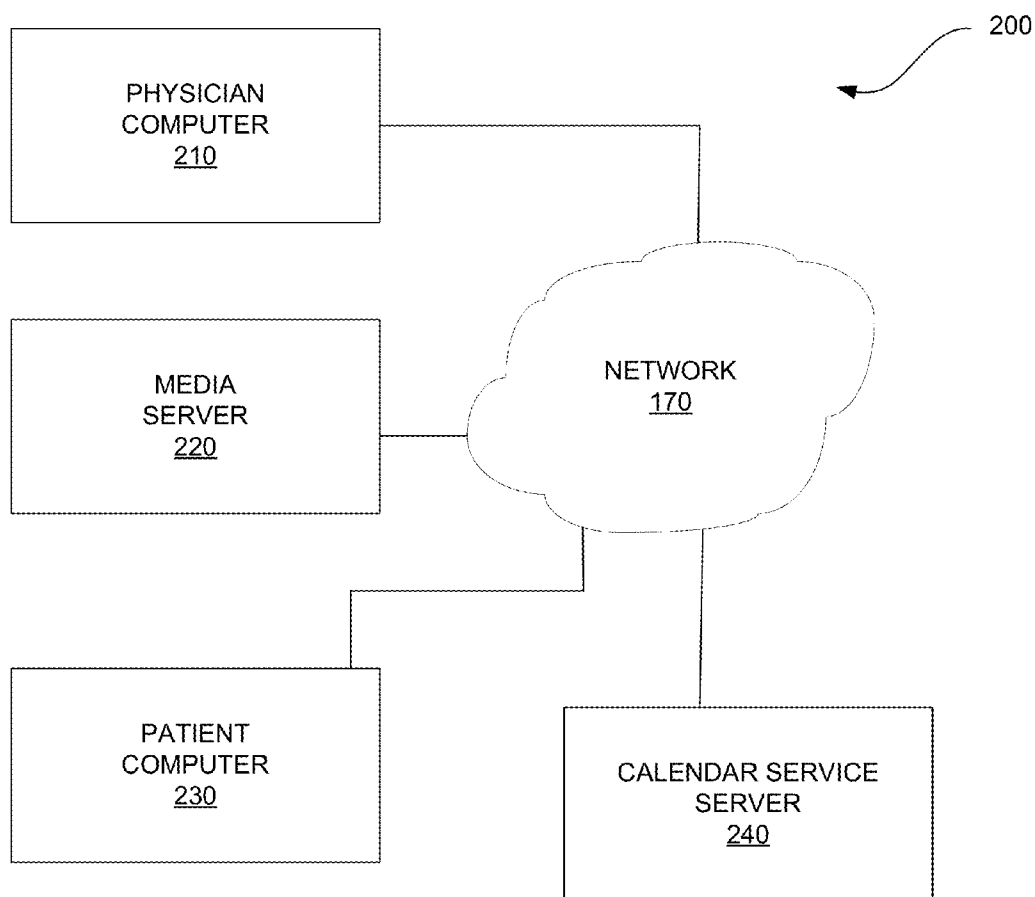 200
PHYSICIAN
COMPUTER
210
MEDIA
SERVER
220
NETWORK
170
PATIENT
COMPUTER
230
CALENDAR SERVICE
SERVER
240